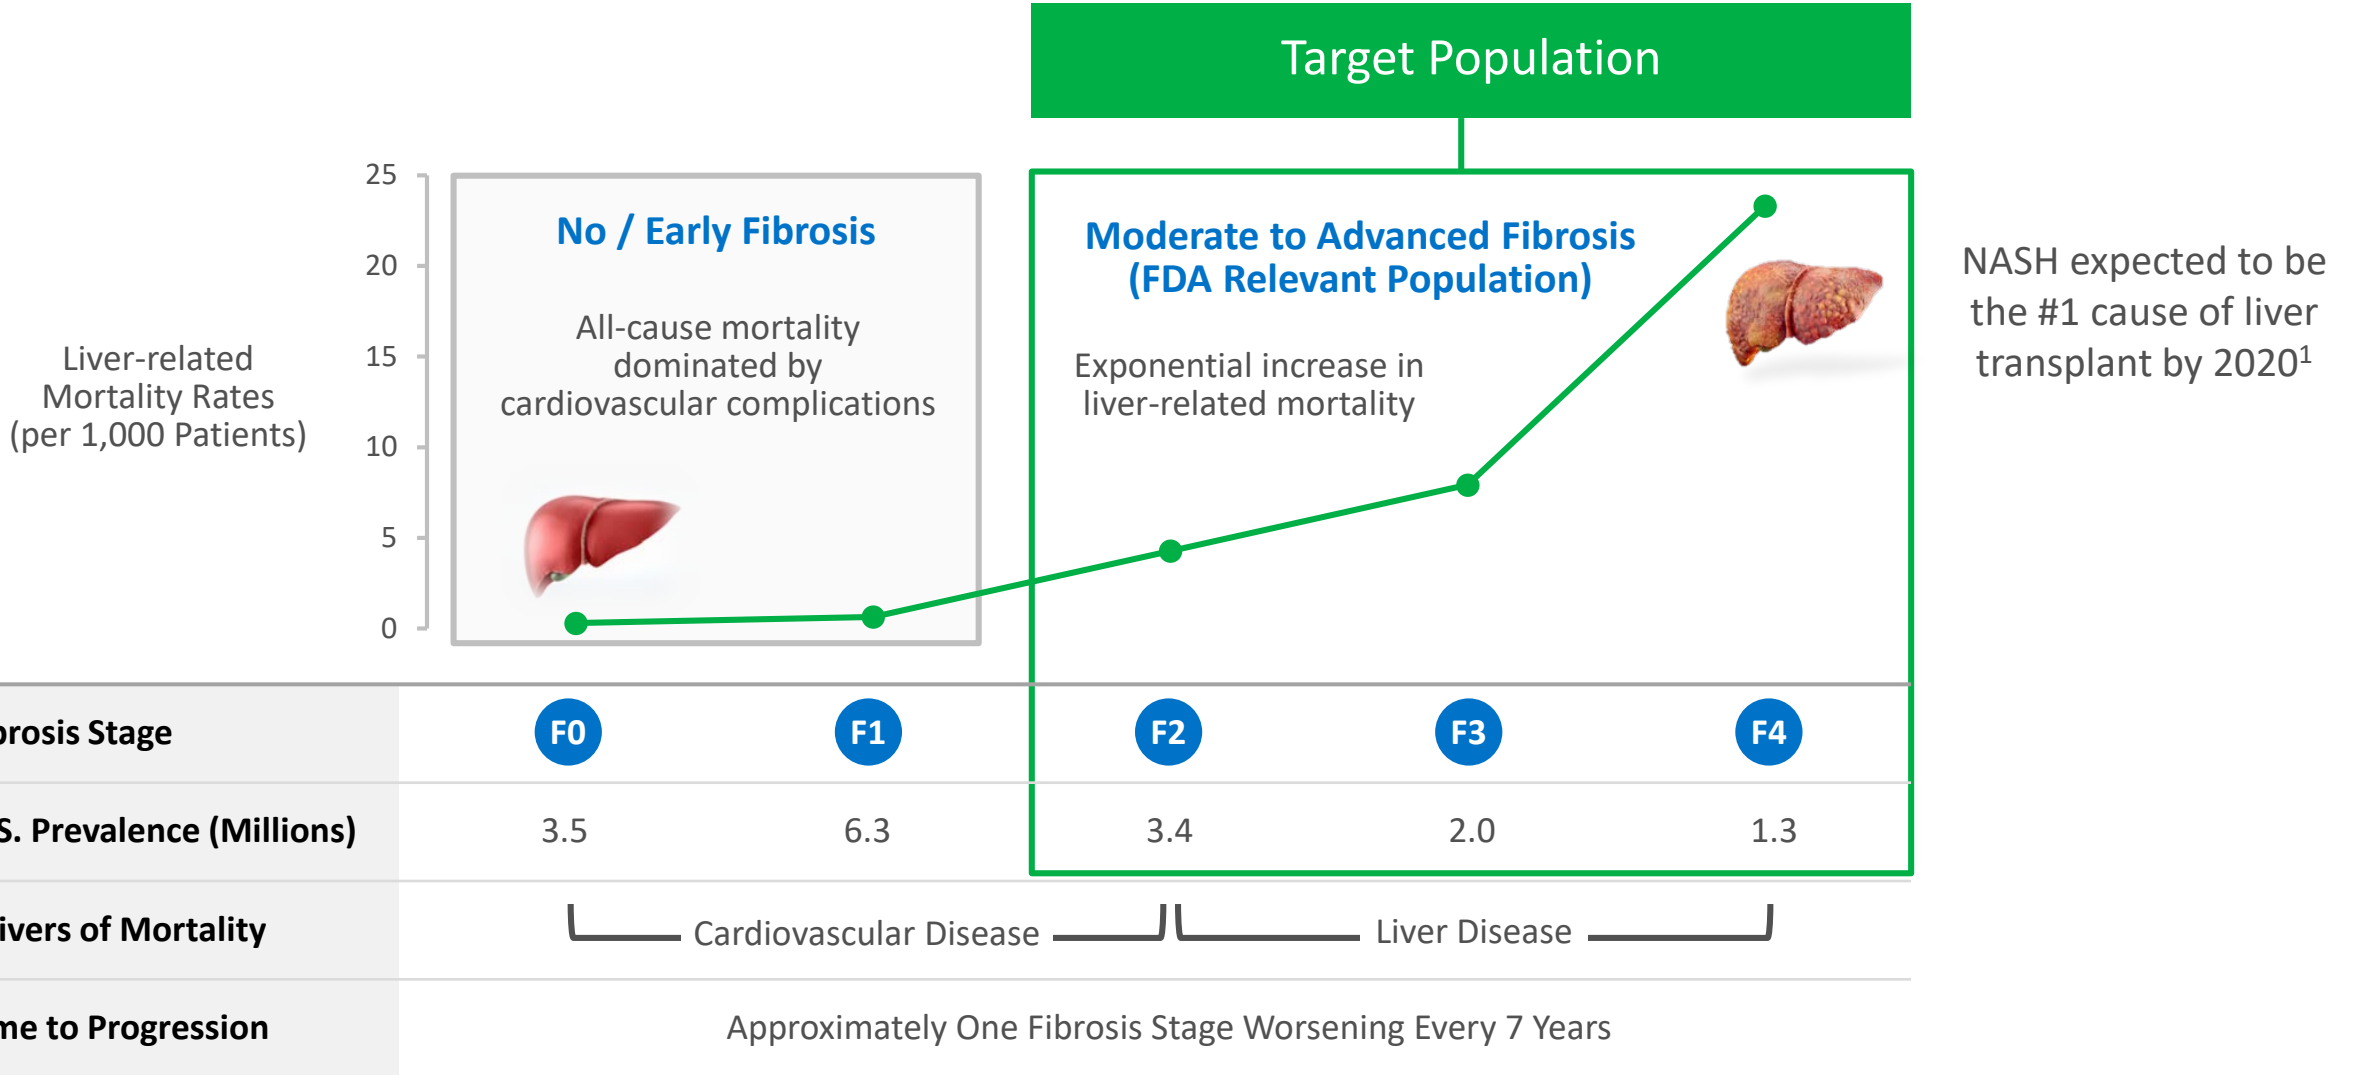 Target Population
25
20
15
10
5
0
Liver-related
Mortality Rates
(per 1,000 Patients)
No / Early Fibrosis
All-cause mortality
dominated by
cardiovascular complications
Moderate to Advanced Fibrosis
(FDA Relevant Population)
Exponential increase in
liver-related mortality
NASH expected to be
the #1 cause of liver
transplant by 2020¹
brosis Stage
F0 F1 F2 F3 F4
S. Prevalence (Millions)
3.5 6.3 3.4 2.0 1.3
ivers of Mortality
Cardiovascular Disease Liver Disease
me to Progression
Approximately One Fibrosis Stage Worsening Every 7 Years